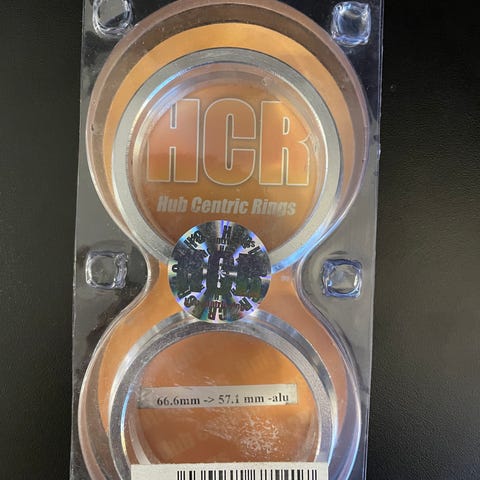 HCR
Hub Centric Rings
66.6mm -> 57.1 mm -alu